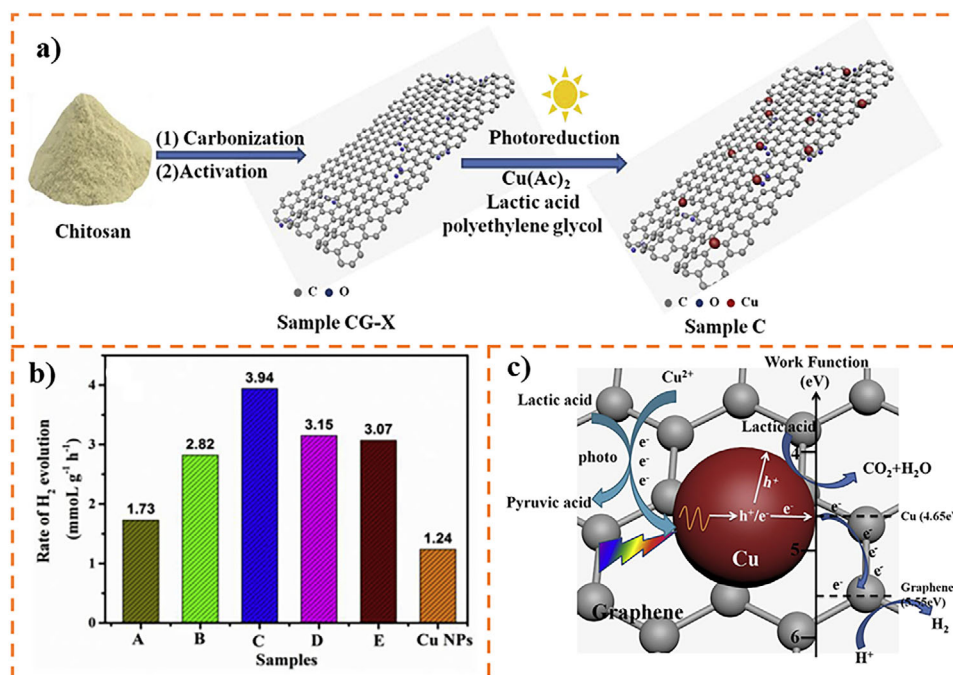 a)
(1) Carbonization
(2)Activation
Chitosan
Photoreduction
Cu(Ac)2
Lactic acid
polyethylene glycol
C O
Sample CG-X
C O Cu
Sample C
b)
Rate of H2 evolution
(mmoL g-1 h-1)
4
3
2
1
0
1.73
2.82
3.94
3.15
3.07
1.24
A B C D E Cu NPs
Samples
c)
Work Function
(eV)
Cu2+
Lactic acid
photo
Pyruvic acid
e-
e-
e-
Lactic acid
4
CO2+H2O
h+
h+/e-
e-
e-
Cu (4.65eV
Cu
5
e-
e-
e-
Graphene
Graphene
(5.55eV)
H2
6
H+